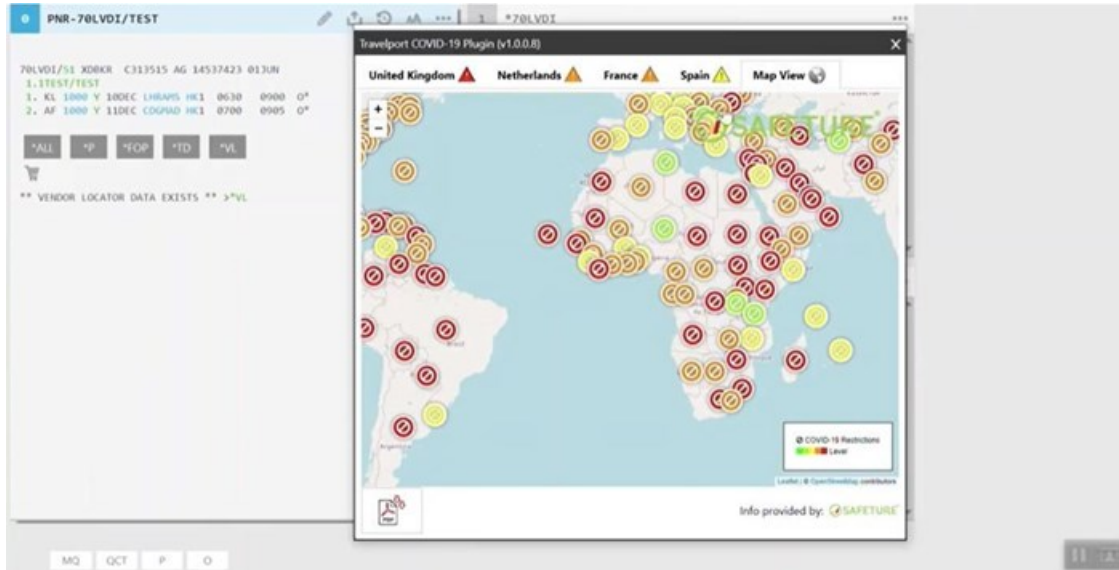 PNR-70LVDI/TEST
1 *70LVDI
70LVDI/S1 XDBKR C313515 AG 14537423 01JUN
1.1TEST/TEST
1. KL 1000 Y 10DEC LHRAMS HK1 0630 0900 O*
2. AF 1000 Y 11DEC CDGMAD HK1 0700 0905 O*
*ALL *P *FOP *TD *VL
** VENDOR LOCATOR DATA EXISTS ** >*VL
MQ QCT P O
Travelport COVID-19 Plugin (v1.0.0.8) X
United Kingdom Netherlands France Spain Map View
+
-
SAFETURE
Brazil
Argentina
COVID-19 Restrictions
Level
Leaflet | © OpenStreetMap contributors
Info provided by: SAFETURE